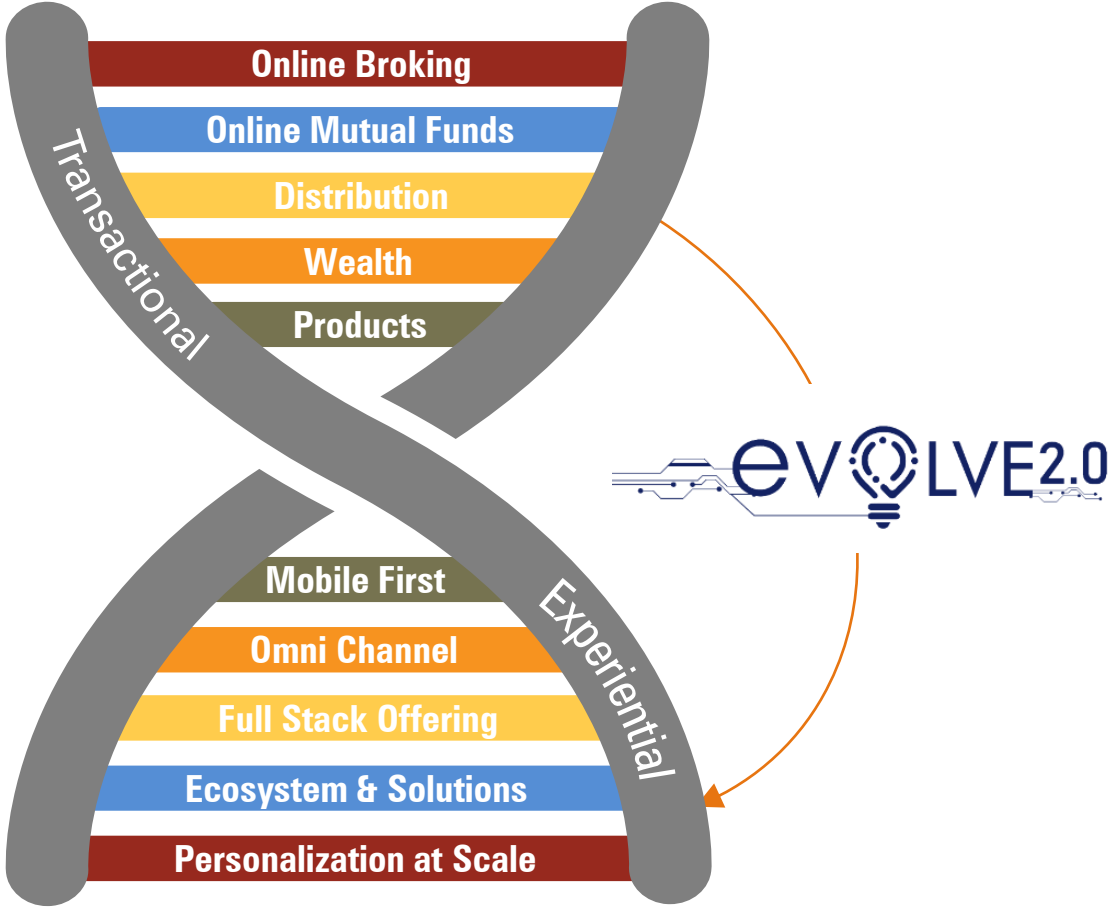 Online Broking
Online Mutual Funds
Distribution
Wealth
Products
Transactional
evOLVE2.0
Mobile First
Omni Channel
Full Stack Offering
Ecosystem & Solutions
Personalization at Scale
Experiential